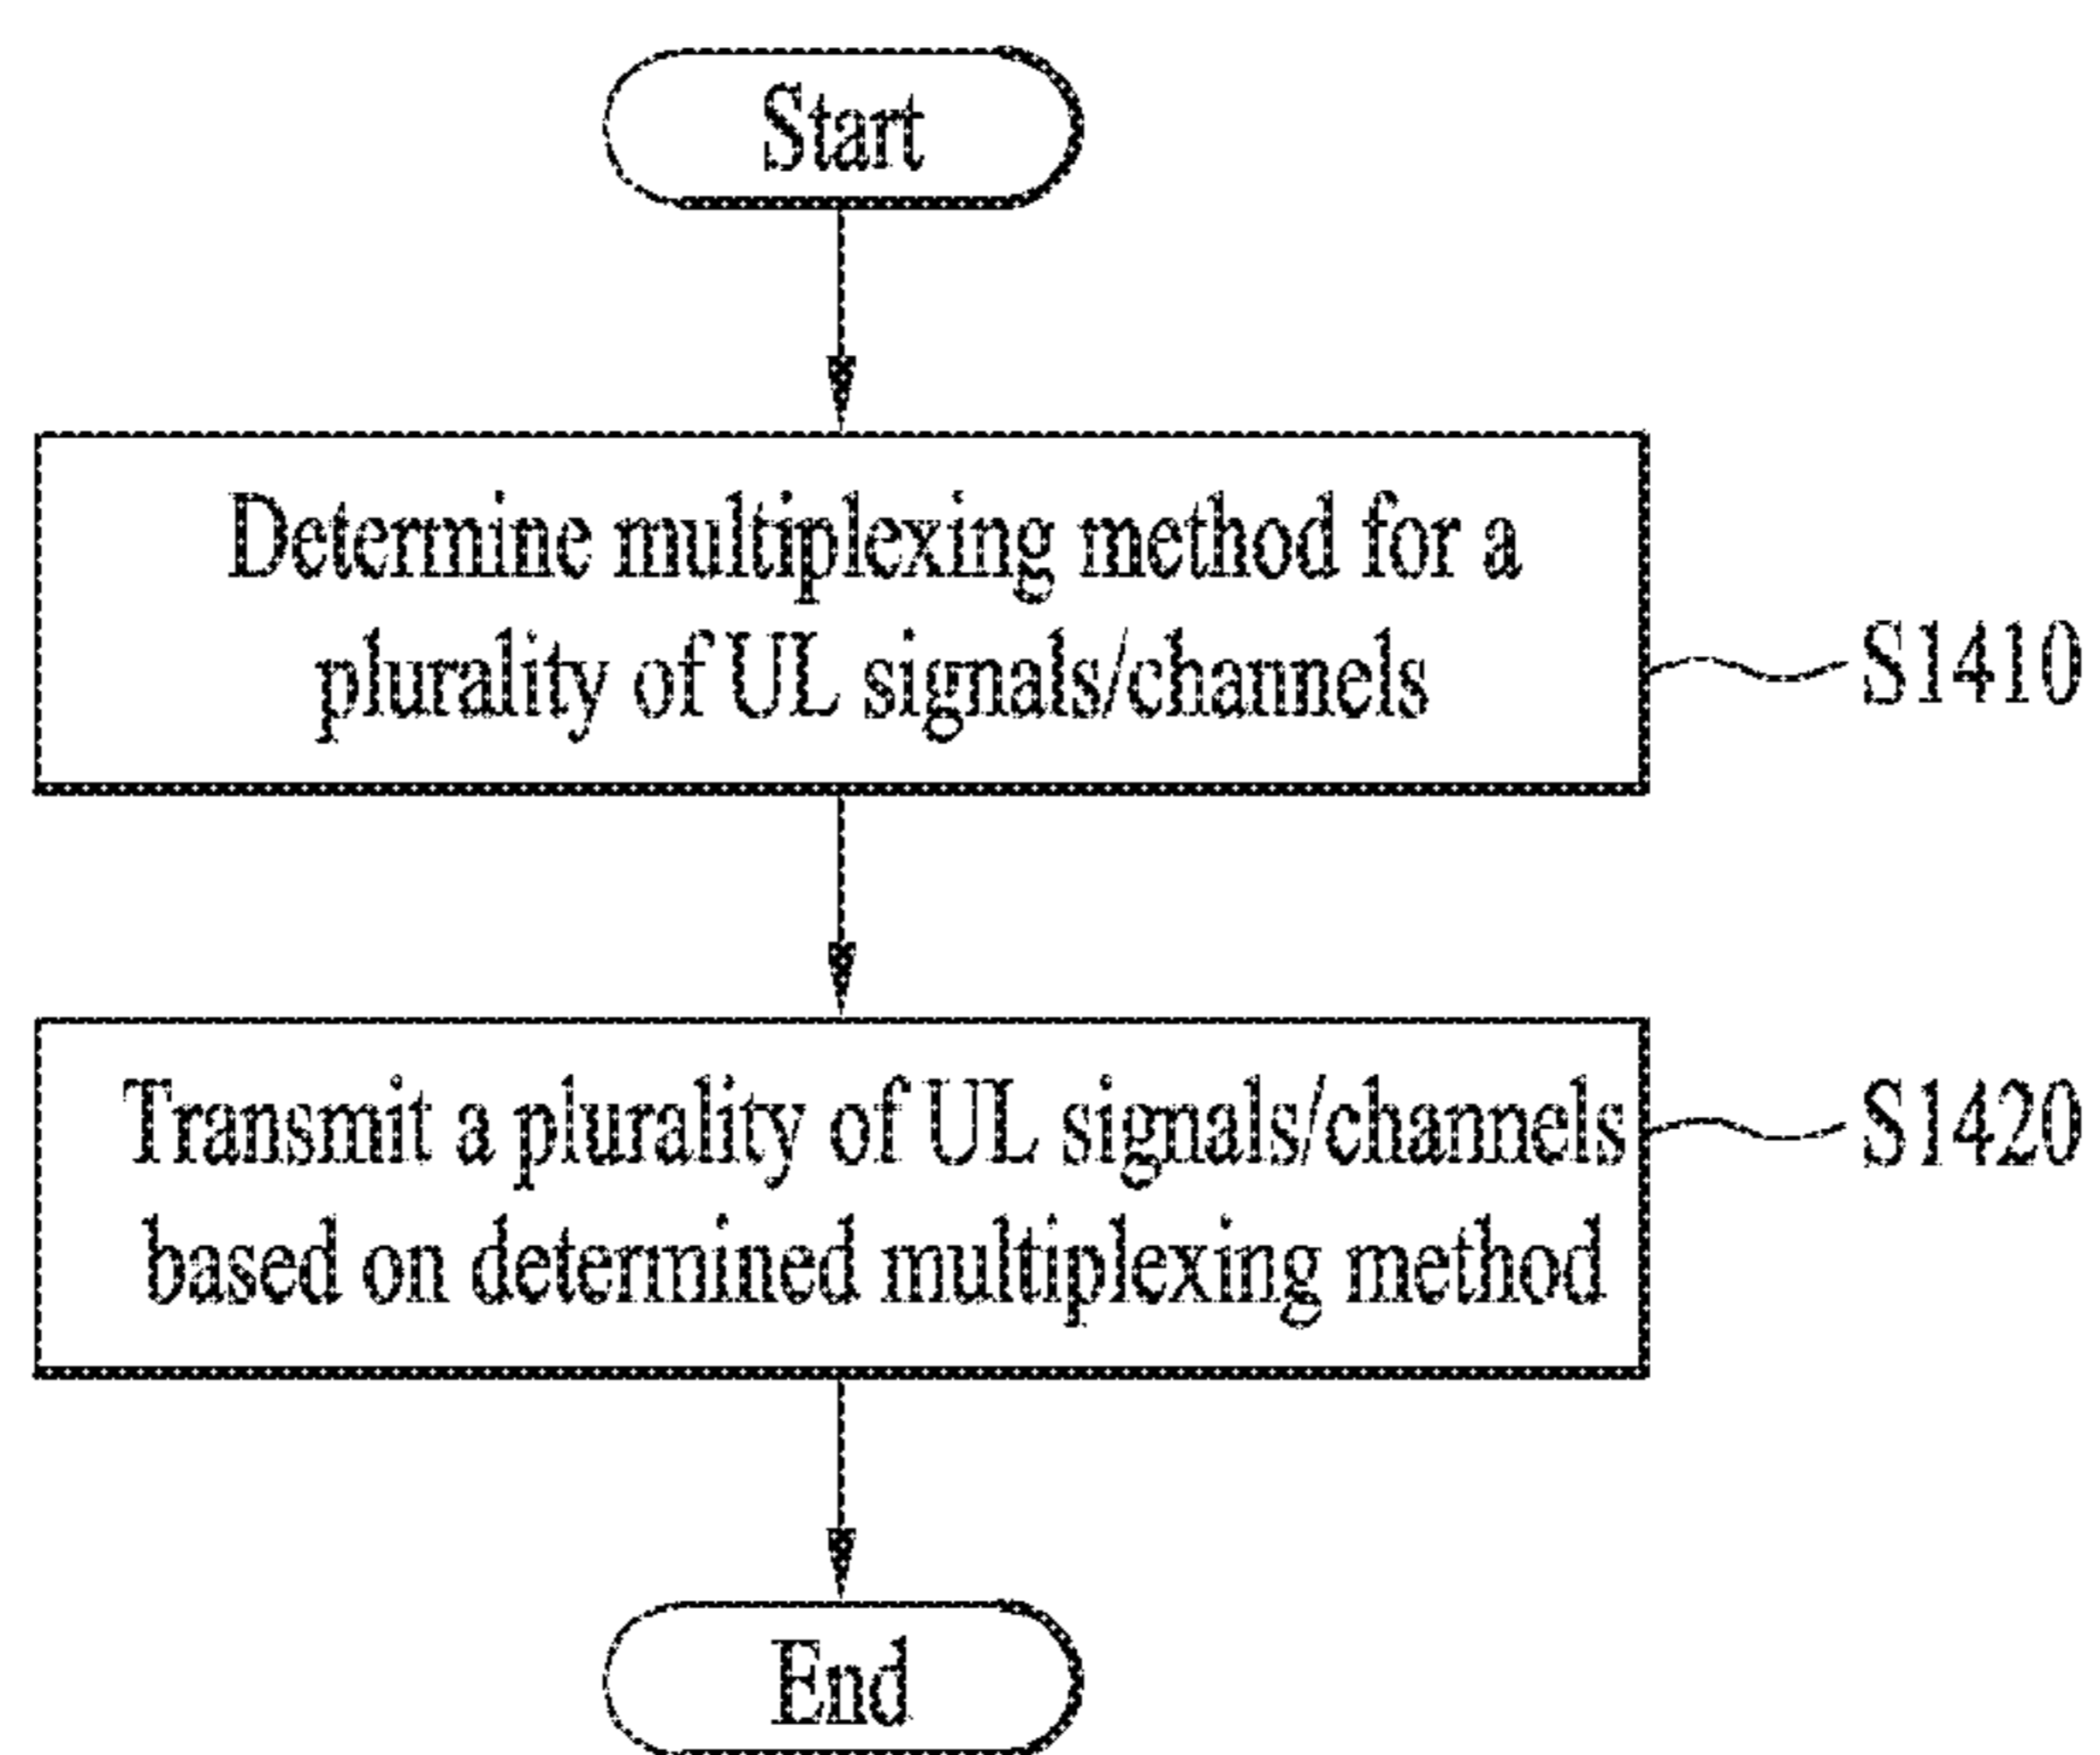 Start
Determine multiplexing method for a
plurality of UL signals/channels
S1410
Transmit a plurality of UL signals/channels
based on determined multiplexing method
S1420
End